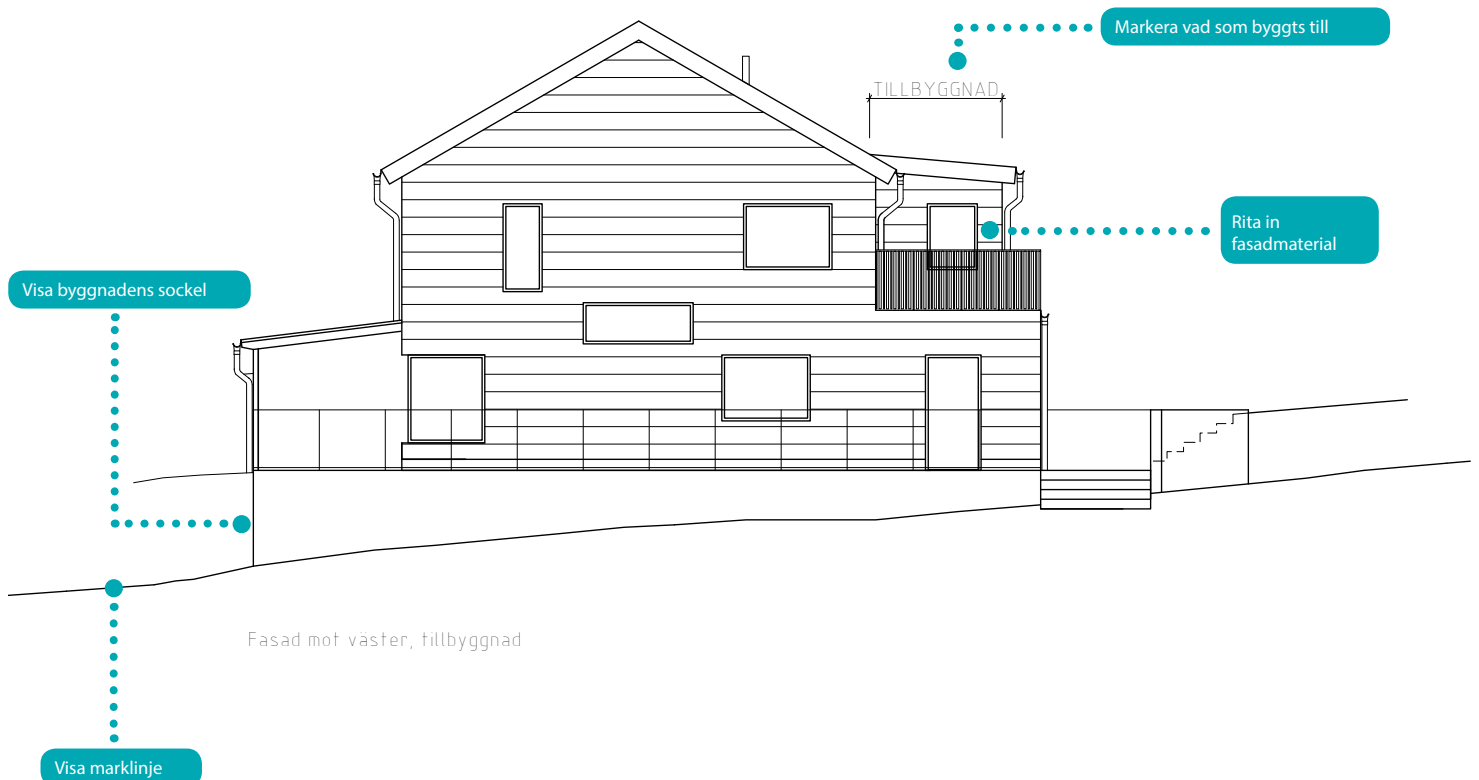 Markera vad som byggts till
TILLBYGGNAD
Rita in
fasadmaterial
Visa byggnadens sockel
Fasad mot väster, tillbyggnad
Visa marklinje